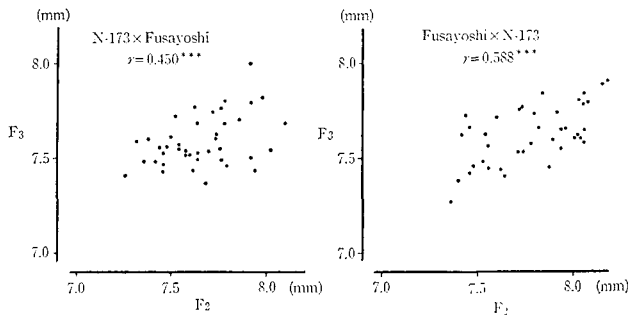 (mm)
N-173×Fusayoshi
r=0.450***
8.0
F3
7.5
7.0
7.0 7.5 8.0 (mm)
F2
(mm)
Fusayoshi×N-173
r=0.588***
8.0
F3
7.5
7.0
7.0 7.5 8.0 (mm)
F2